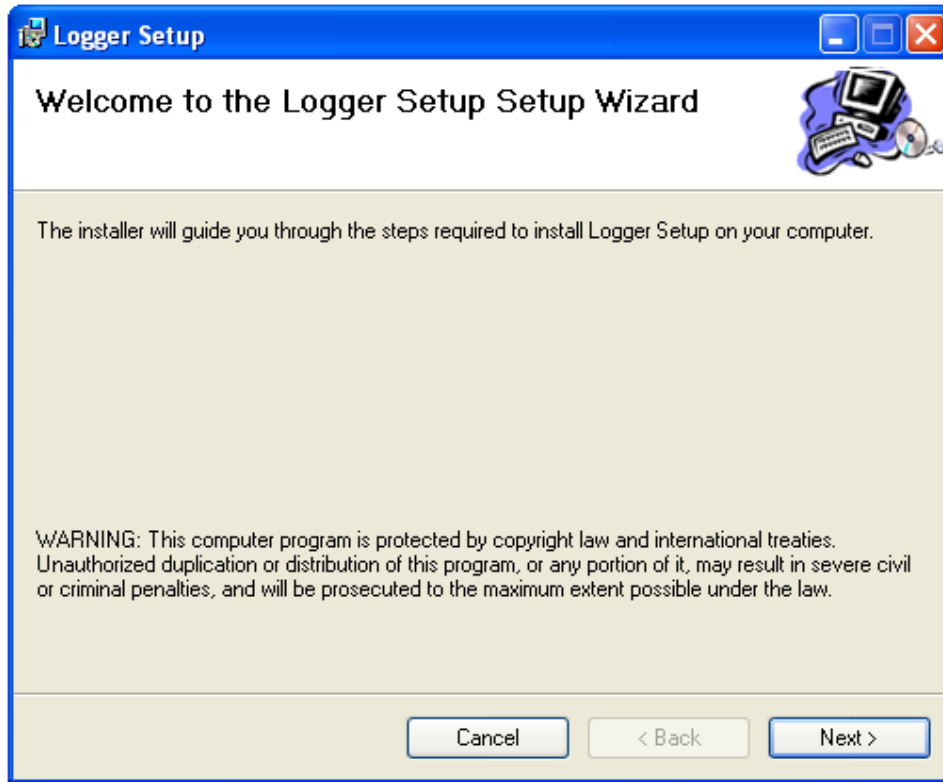 Logger Setup
Welcome to the Logger Setup Setup Wizard
The installer will guide you through the steps required to install Logger Setup on your computer.
WARNING: This computer program is protected by copyright law and international treaties.
Unauthorized duplication or distribution of this program, or any portion of it, may result in severe civil
or criminal penalties, and will be prosecuted to the maximum extent possible under the law.
Cancel < Back Next >